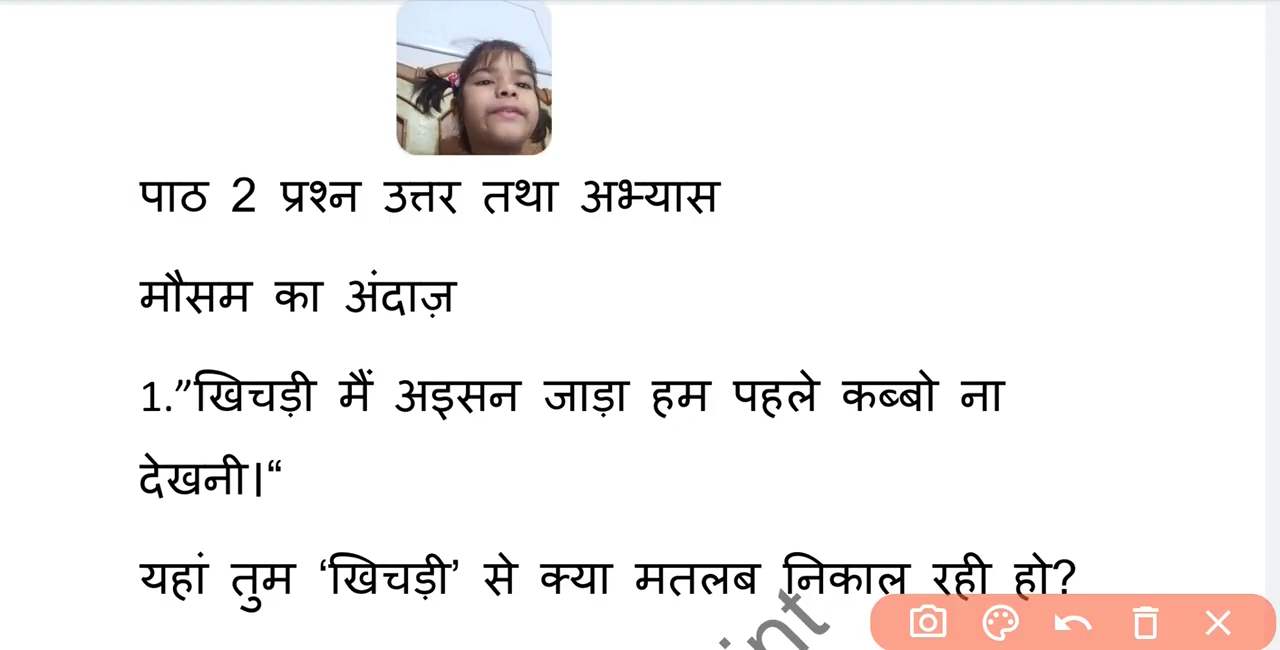 पाठ 2 प्रश्न उत्तर तथा अभ्यास
मौसम का अंदाज़
1.”खिचड़ी मैं अइसन जाड़ा हम पहले कब्बो ना
देखनी।“
यहां तुम ‘खिचड़ी’ से क्या मतलब निकाल रही हो?